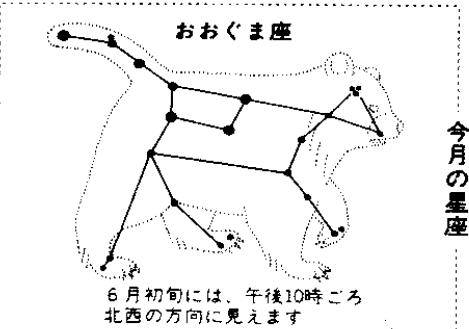 おおぐま座
今月の星座
6月初旬には、午後10時ごろ
北西の方向に見えます